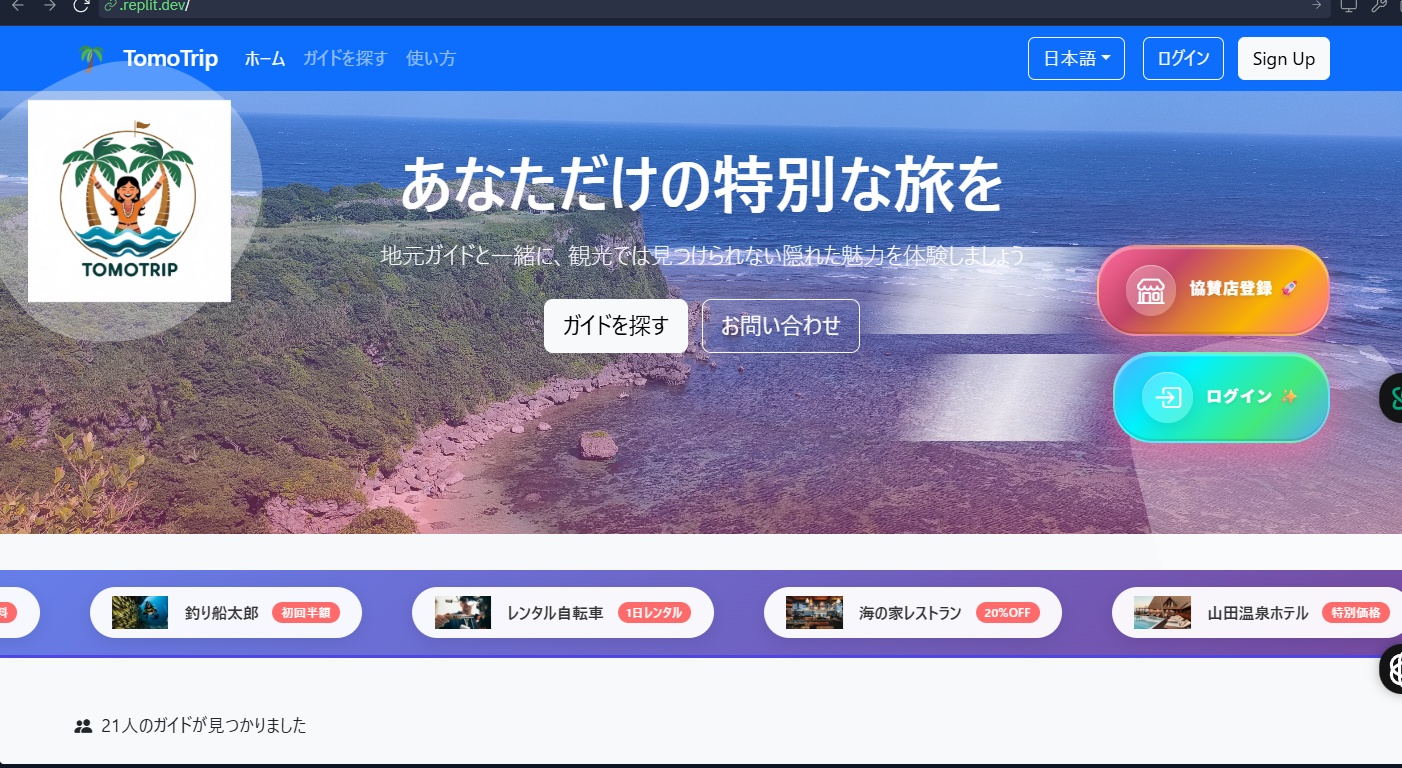 .replit.dev/
TomoTrip ホーム ガイドを探す 使い方 日本語 ログイン Sign Up
TOMOTRIP
あなただけの特別な旅を
地元ガイドと一緒に、観光では見つけられない隠れた魅力を体験しましょう
ガイドを探す お問い合わせ
協賛店登録 🚀
ログイン ✨
料 釣り船太郎 初回半額 レンタル自転車 1日レンタル 海の家レストラン 20%OFF 山田温泉ホテル 特別価格
21人のガイドが見つかりました